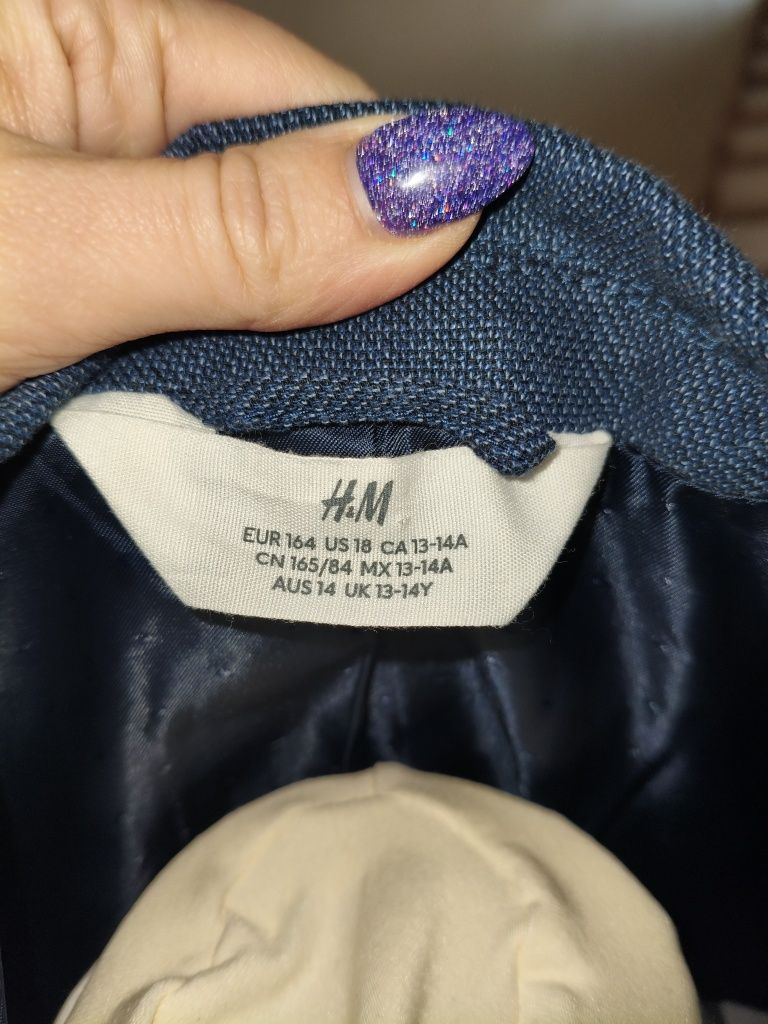 H&M
EUR 164 US 18 CA 13-14A
CN 165/84 MX 13-14A
AUS 14 UK 13-14Y